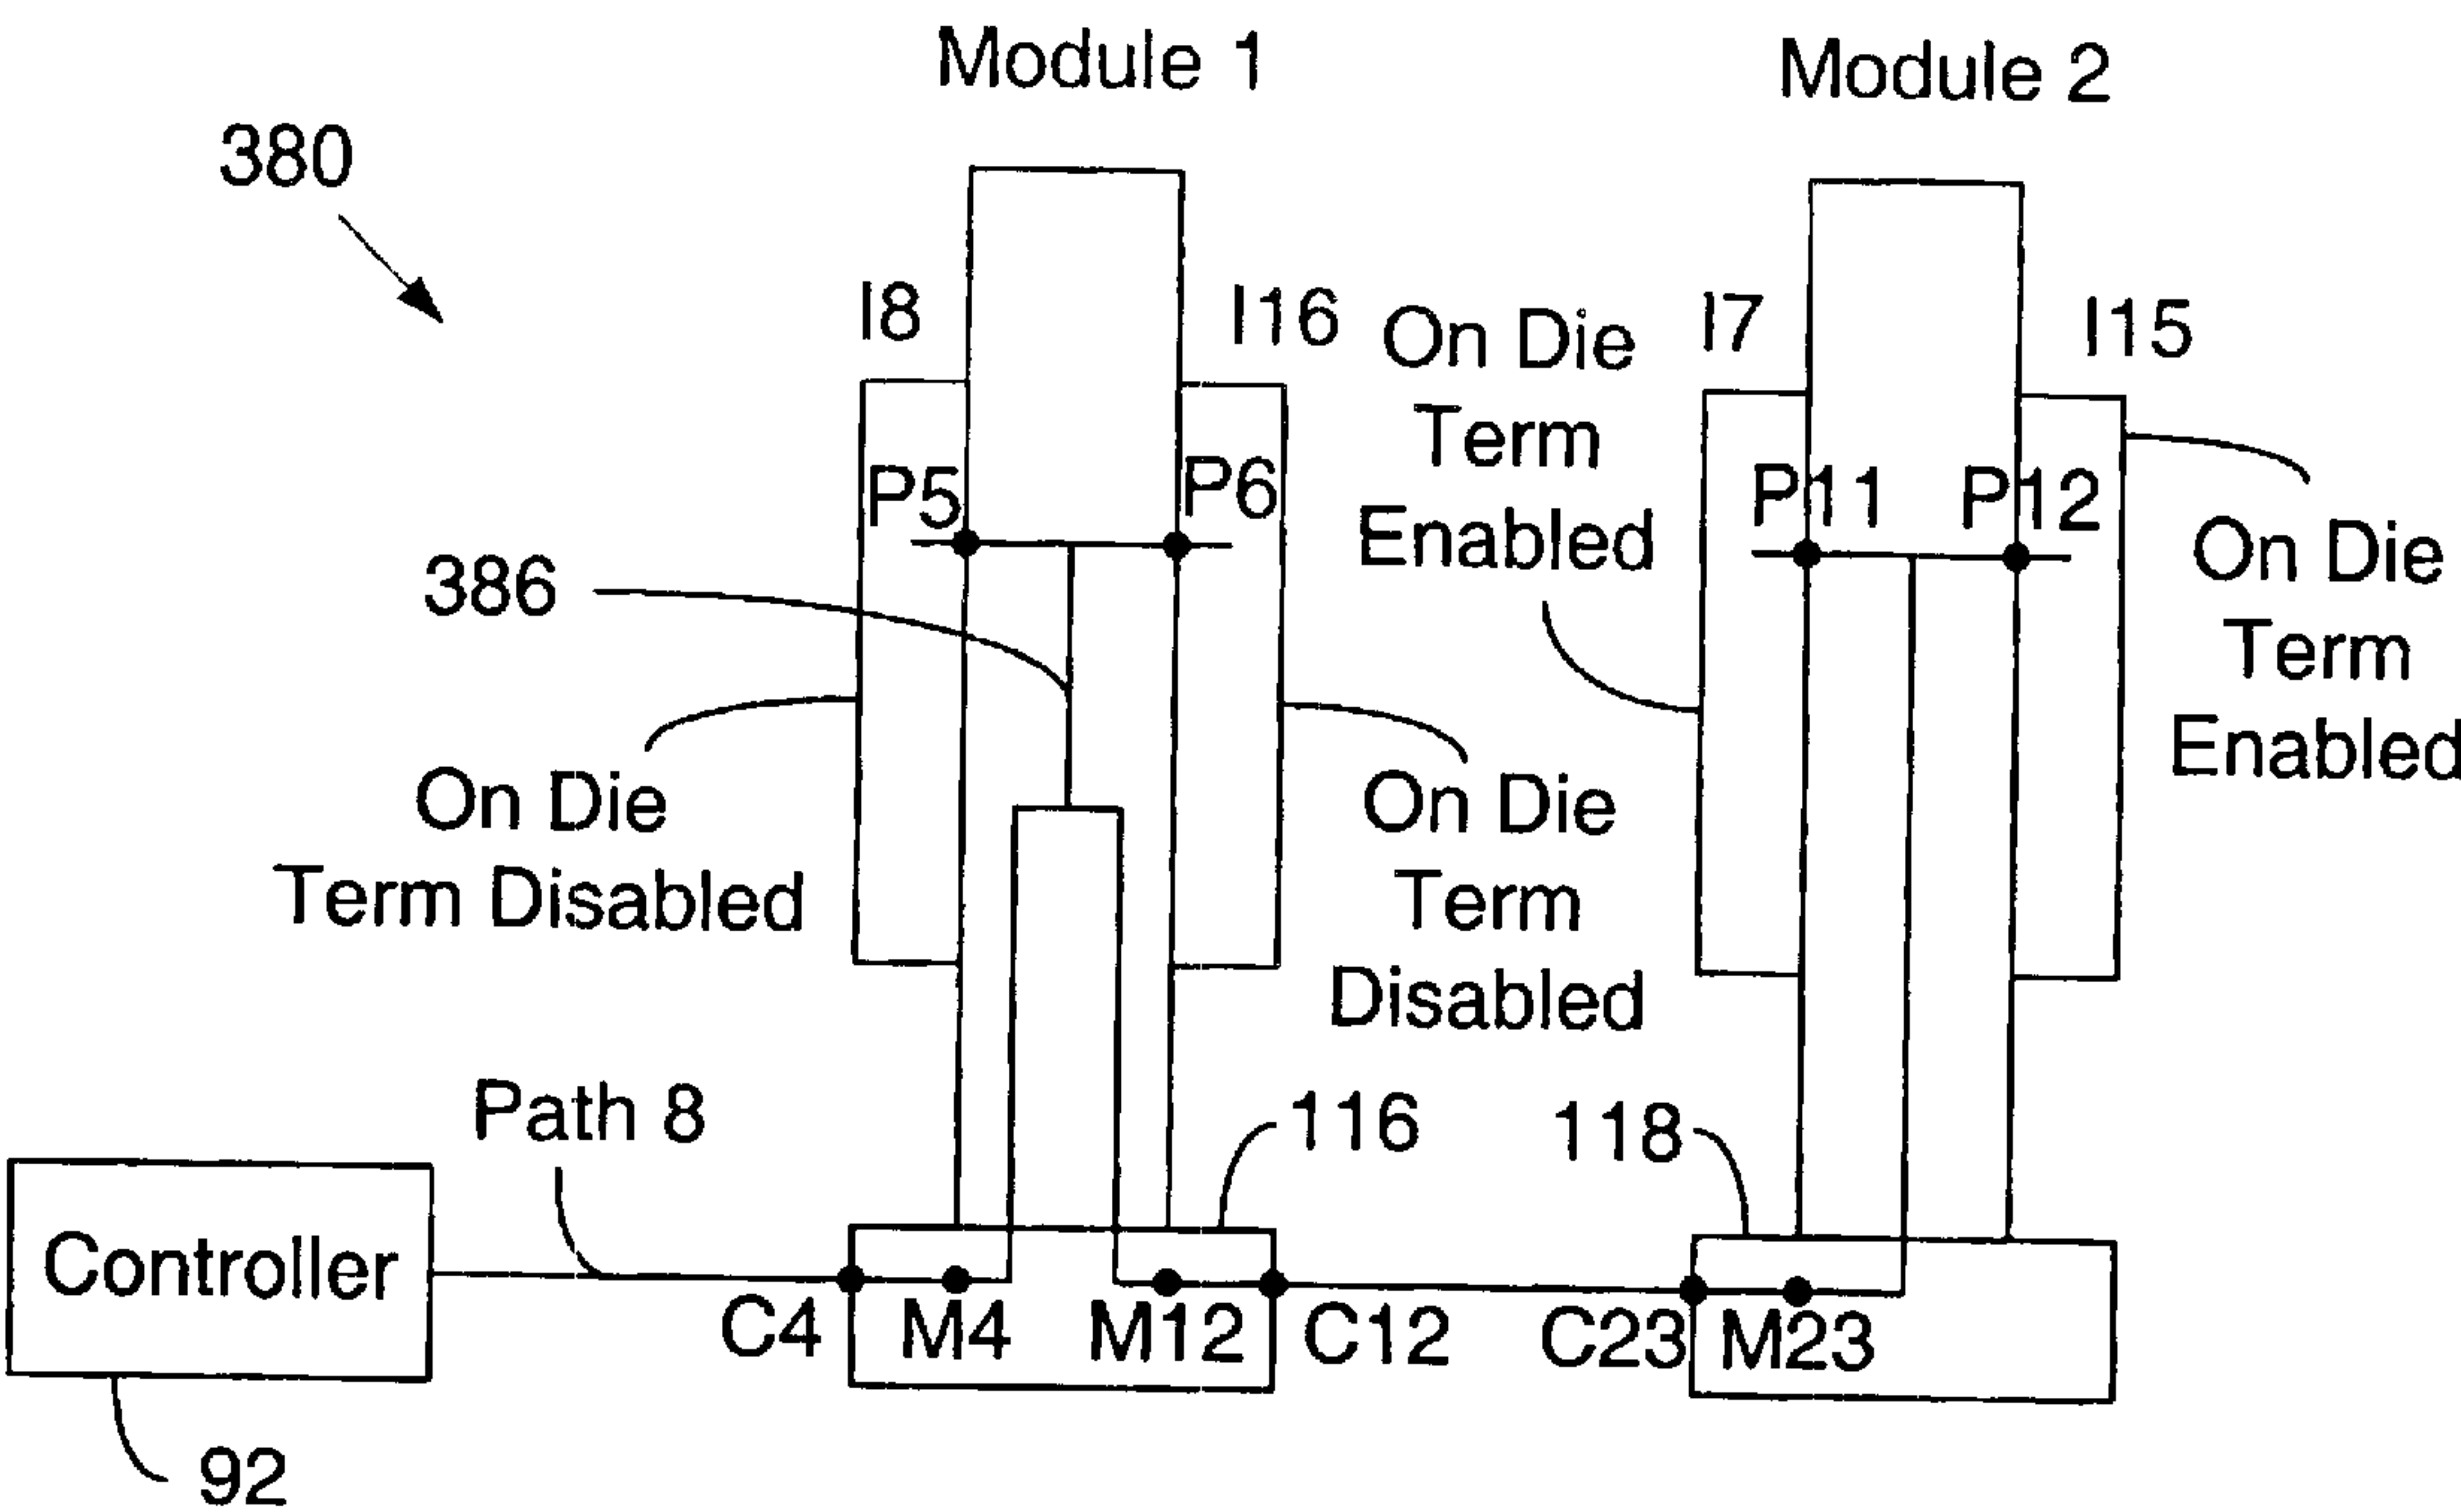 Module 1
Module 2
380
I8
I16
On Die
Term
Enabled
I7
I15
P5
P6
P11
P12
386
On Die
Term
Enabled
On Die
Term Disabled
On Die
Term
Disabled
Path 8
116
118
Controller
C4
M4
M12
C12
C23
M23
92